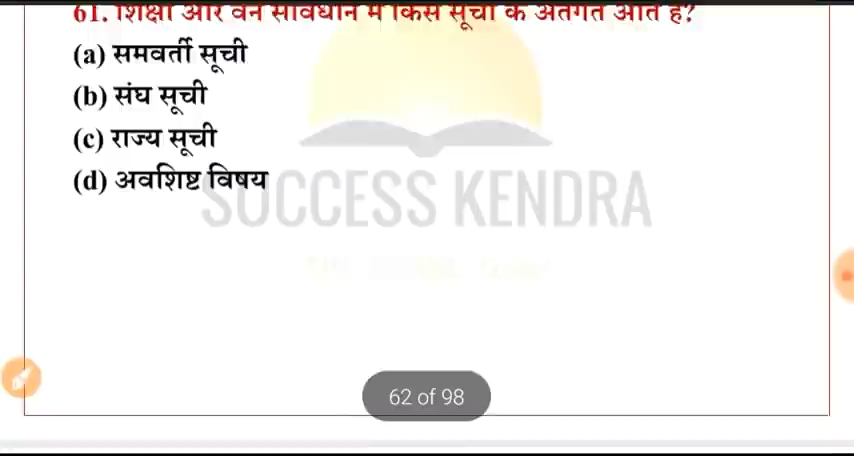 61. शिक्षा और वन संविधान में किस सूची के अंतर्गत आते हैं?
(a) समवर्ती सूची
(b) संघ सूची
(c) राज्य सूची
(d) अवशिष्ट विषय
SUCCESS KENDRA
62 of 98